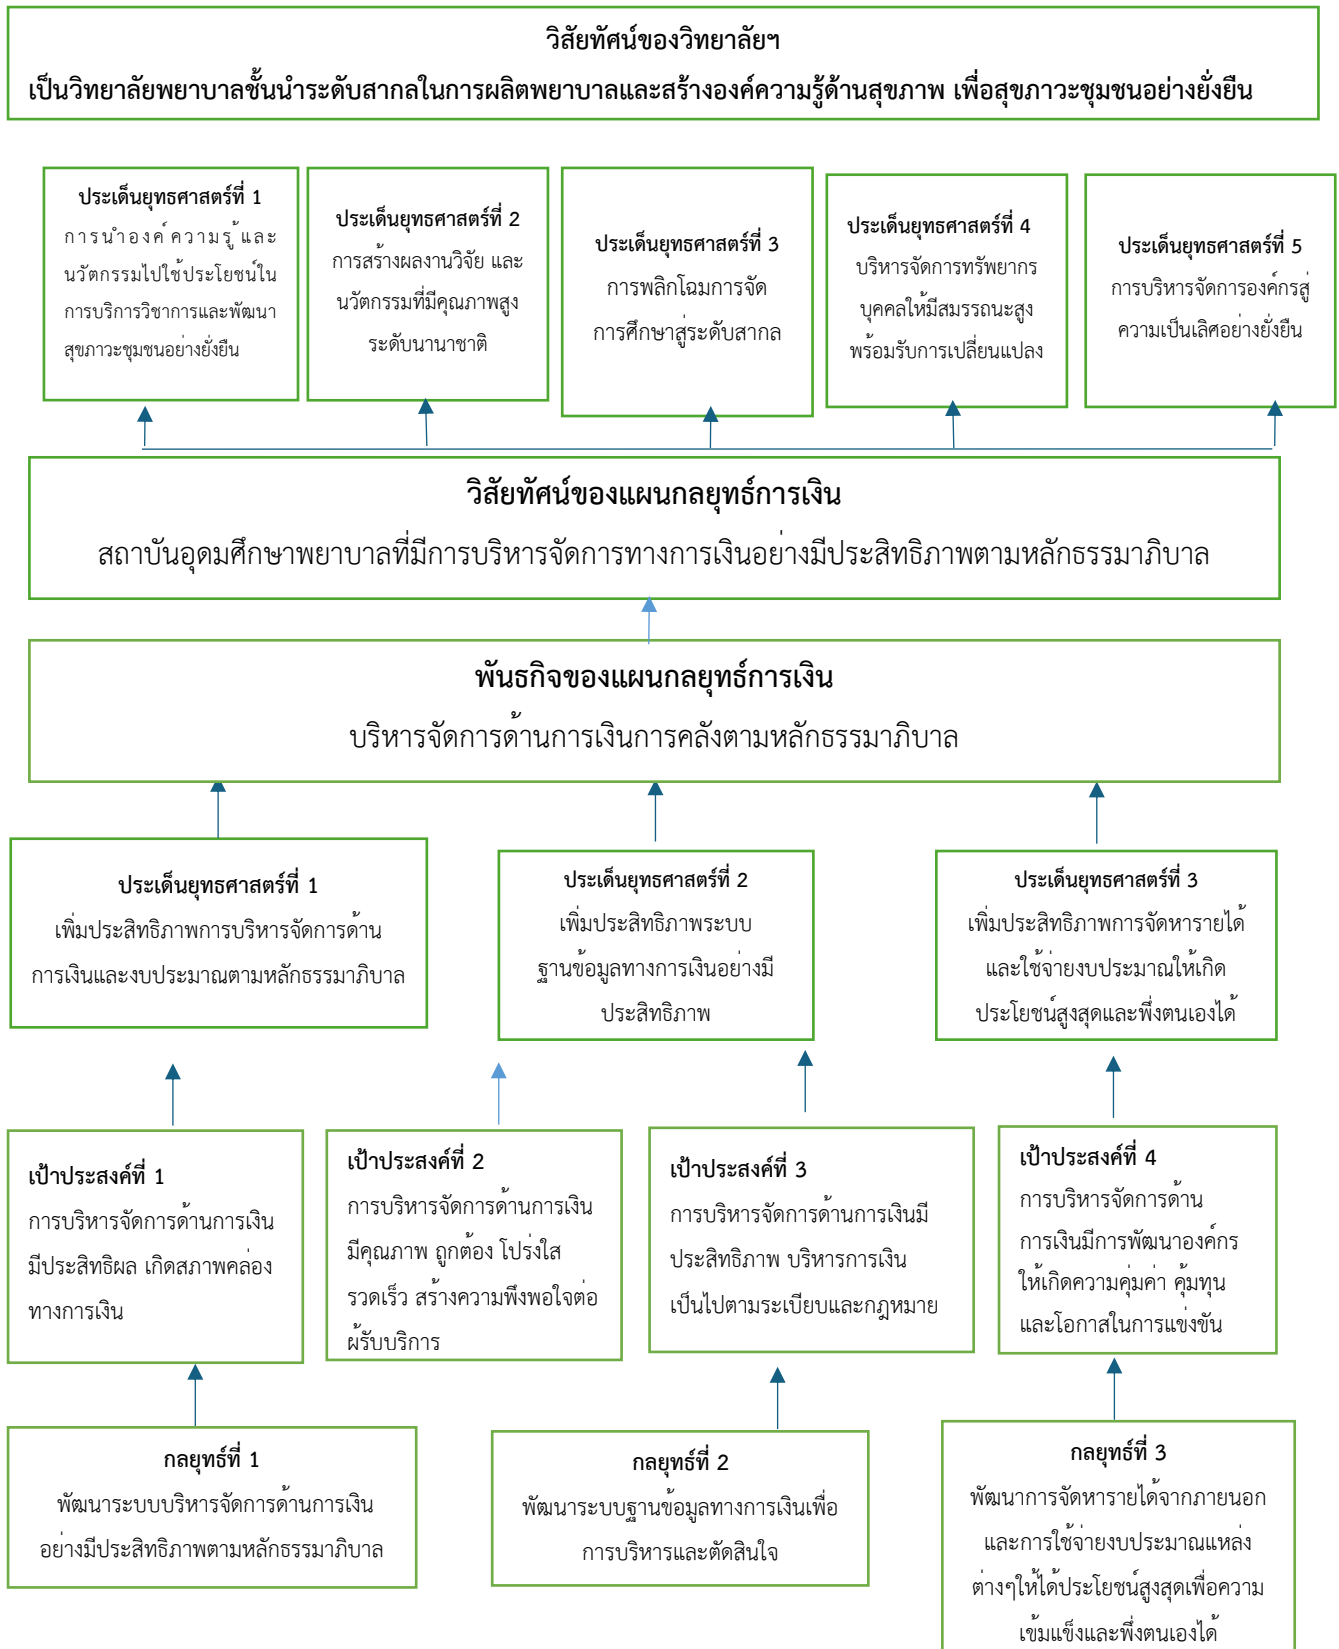 วิสัยทัศน์ของวิทยาลัยฯ
เป็นวิทยาลัยพยาบาลชั้นนำระดับสากลในการผลิตพยาบาลและสร้างองค์ความรู้ด้านสุขภาพ เพื่อสุขภาวะชุมชนอย่างยั่งยืน
ประเด็นยุทธศาสตร์ที่ 1
การนำองค์ความรู้และ
นวัตกรรมไปใช้ประโยชน์ใน
การบริการวิชาการและพัฒนา
สุขภาวะชุมชนอย่างยั่งยืน
ประเด็นยุทธศาสตร์ที่ 2
การสร้างผลงานวิจัย และ
นวัตกรรมที่มีคุณภาพสูง
ระดับนานาชาติ
ประเด็นยุทธศาสตร์ที่ 3
การพลิกโฉมการจัด
การศึกษาสู่ระดับสากล
ประเด็นยุทธศาสตร์ที่ 4
บริหารจัดการทรัพยากร
บุคคลให้มีสมรรถนะสูง
พร้อมรับการเปลี่ยนแปลง
ประเด็นยุทธศาสตร์ที่ 5
การบริหารจัดการองค์กรสู่
ความเป็นเลิศอย่างยั่งยืน
วิสัยทัศน์ของแผนกลยุทธ์การเงิน
สถาบันอุดมศึกษาพยาบาลที่มีการบริหารจัดการทางการเงินอย่างมีประสิทธิภาพตามหลักธรรมาภิบาล
พันธกิจของแผนกลยุทธ์การเงิน
บริหารจัดการด้านการเงินการคลังตามหลักธรรมาภิบาล
ประเด็นยุทธศาสตร์ที่ 1
เพิ่มประสิทธิภาพการบริหารจัดการด้าน
การเงินและงบประมาณตามหลักธรรมาภิบาล
ประเด็นยุทธศาสตร์ที่ 2
เพิ่มประสิทธิภาพระบบ
ฐานข้อมูลทางการเงินอย่างมี
ประสิทธิภาพ
ประเด็นยุทธศาสตร์ที่ 3
เพิ่มประสิทธิภาพการจัดหารายได้
และใช้จ่ายงบประมาณให้เกิด
ประโยชน์สูงสุดและพึ่งตนเองได้
เป้าประสงค์ที่ 1
การบริหารจัดการด้านการเงิน
มีประสิทธิผล เกิดสภาพคล่อง
ทางการเงิน
เป้าประสงค์ที่ 2
การบริหารจัดการด้านการเงิน
มีคุณภาพ ถูกต้อง โปร่งใส
รวดเร็ว สร้างความพึงพอใจต่อ
ผู้รับบริการ
เป้าประสงค์ที่ 3
การบริหารจัดการด้านการเงินมี
ประสิทธิภาพ บริหารการเงิน
เป็นไปตามระเบียบและกฎหมาย
เป้าประสงค์ที่ 4
การบริหารจัดการด้าน
การเงินมีการพัฒนาองค์กร
ให้เกิดความคุ่มค่า คุ้มทุน
และโอกาสในการแข่งขัน
กลยุทธ์ที่ 1
พัฒนาระบบบริหารจัดการด้านการเงิน
อย่างมีประสิทธิภาพตามหลักธรรมาภิบาล
กลยุทธ์ที่ 2
พัฒนาระบบฐานข้อมูลทางการเงินเพื่อ
การบริหารและตัดสินใจ
กลยุทธ์ที่ 3
พัฒนาการจัดหารายได้จากภายนอก
และการใช้จ่ายงบประมาณแหล่ง
ต่างๆให้ได้ประโยชน์สูงสุดเพื่อความ
เข้มแข็งและพึ่งตนเองได้